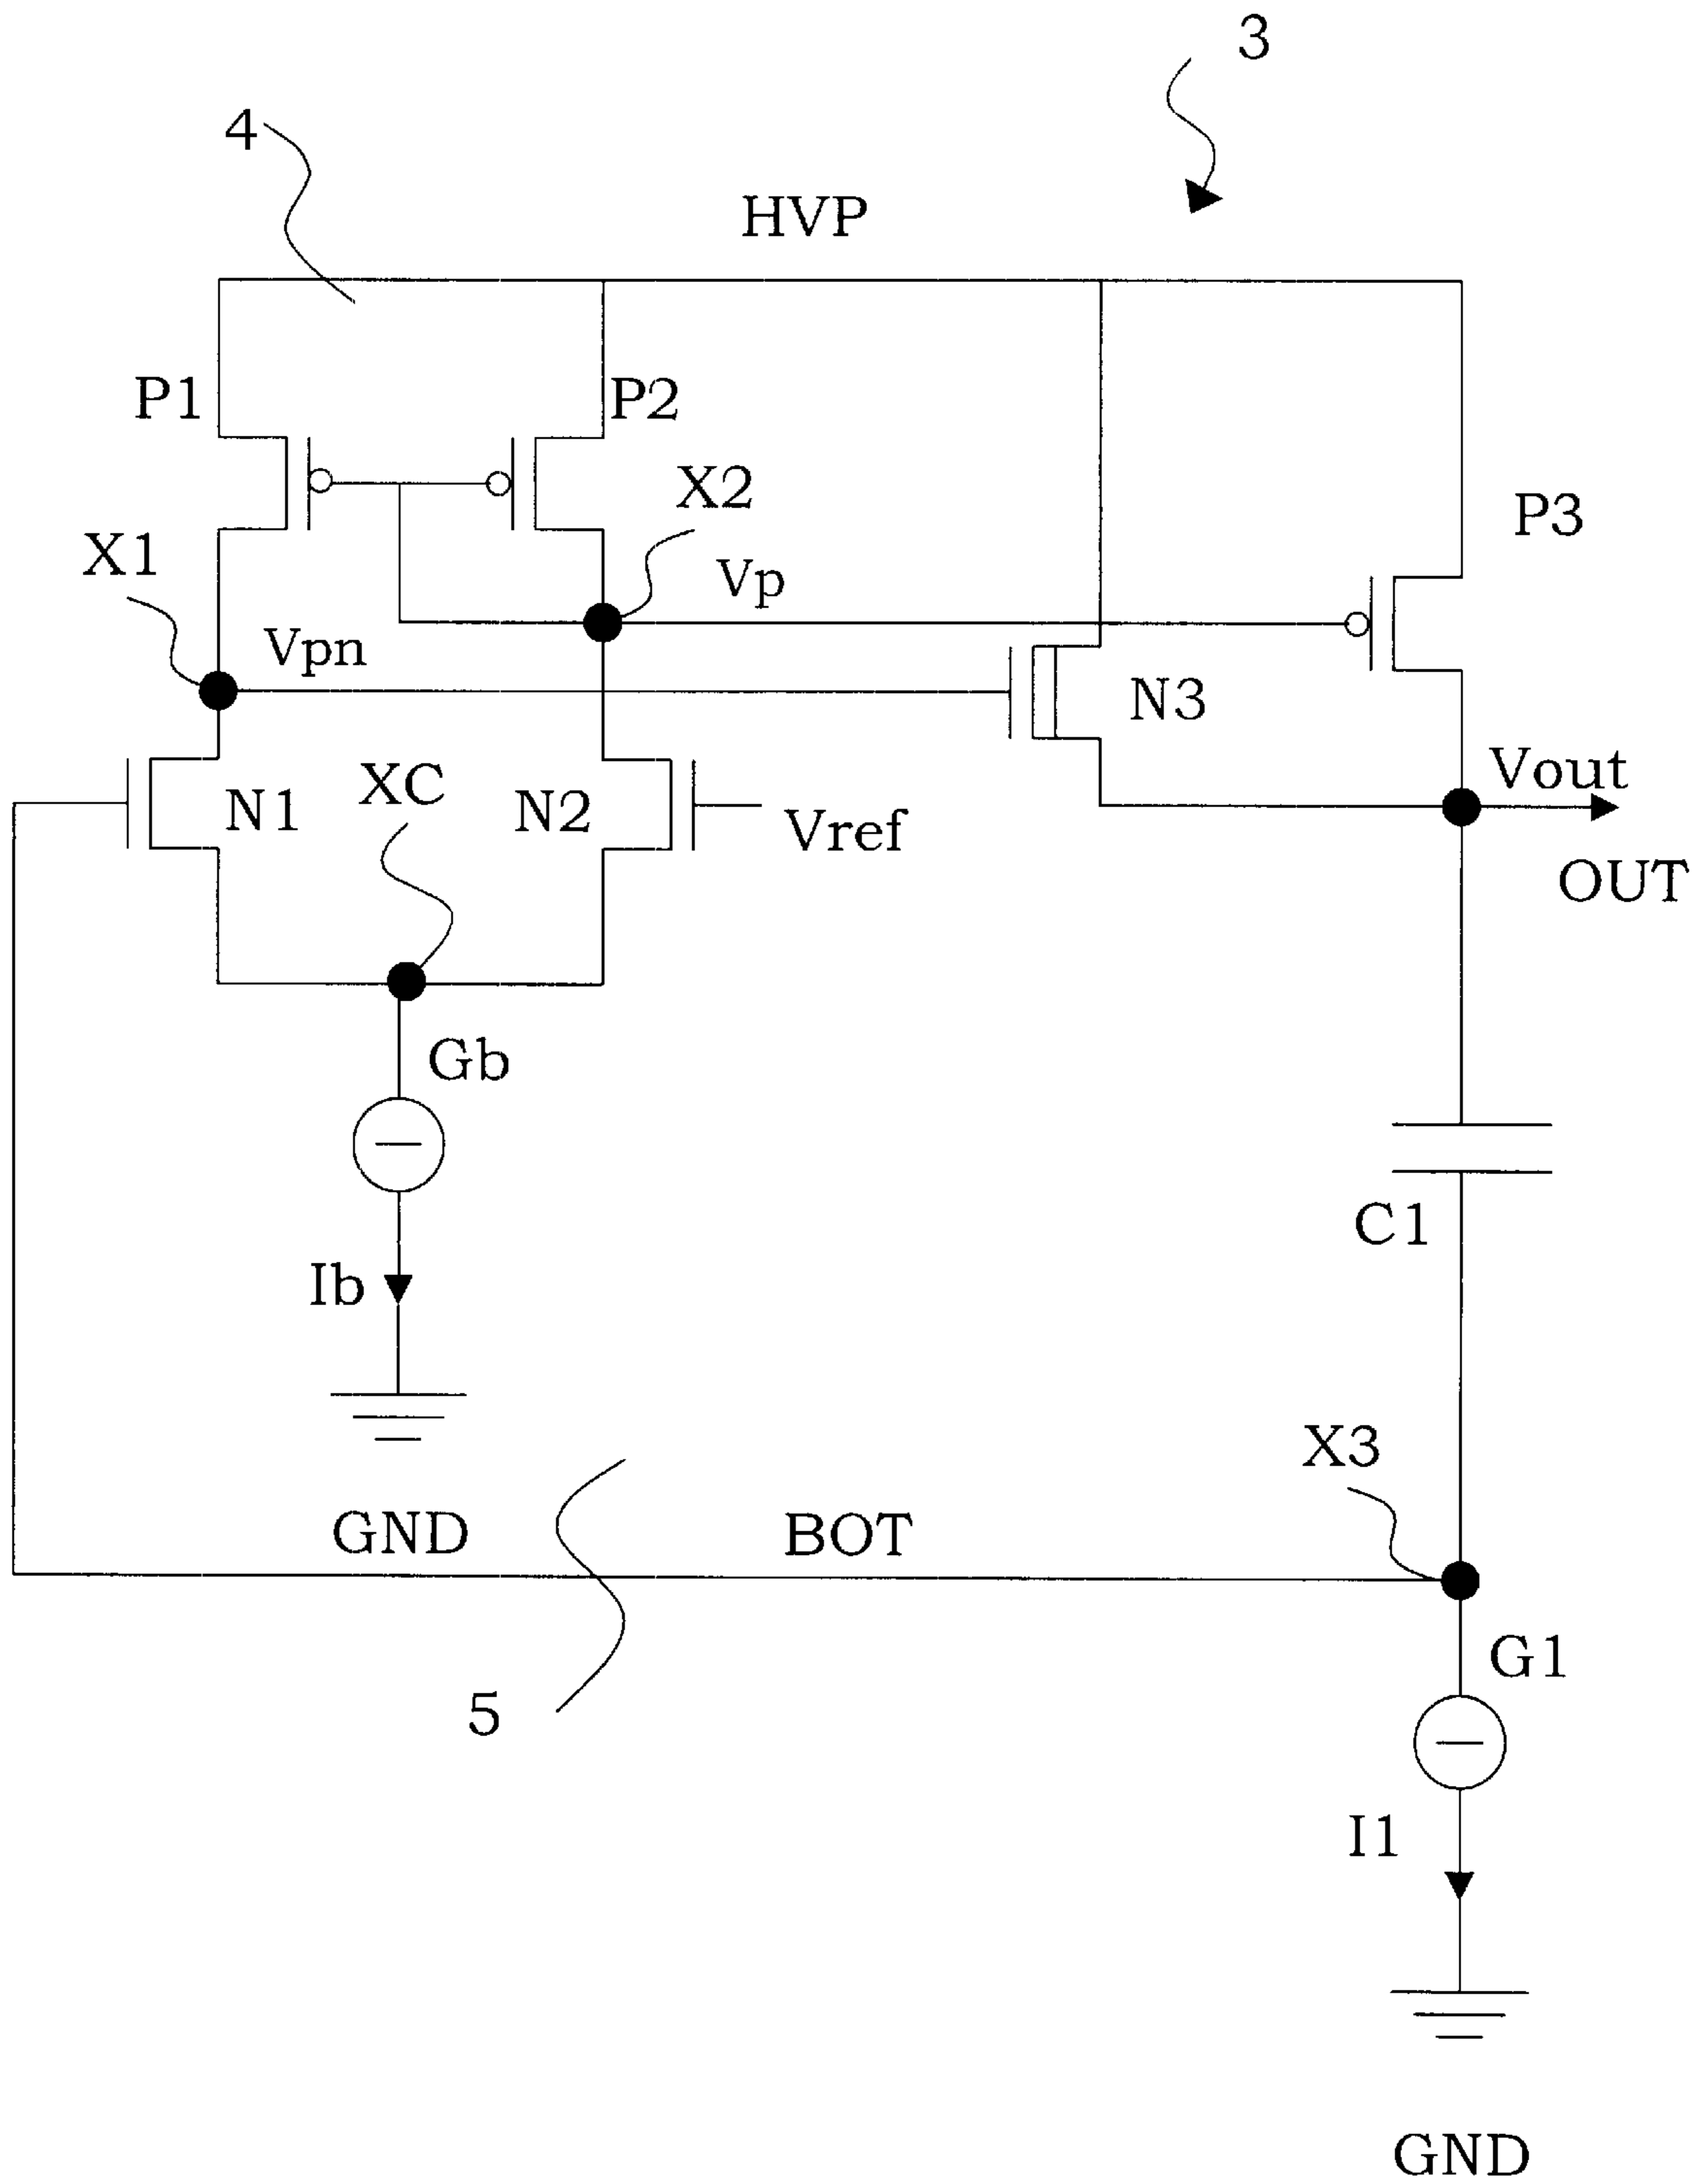 3
4
HVP
P1
P2
X2
P3
X1
Vp
Vpn
N3
Vout
XC
N1
N2
Vref
OUT
Gb
C1
Ib
X3
GND
BOT
G1
5
I1
GND